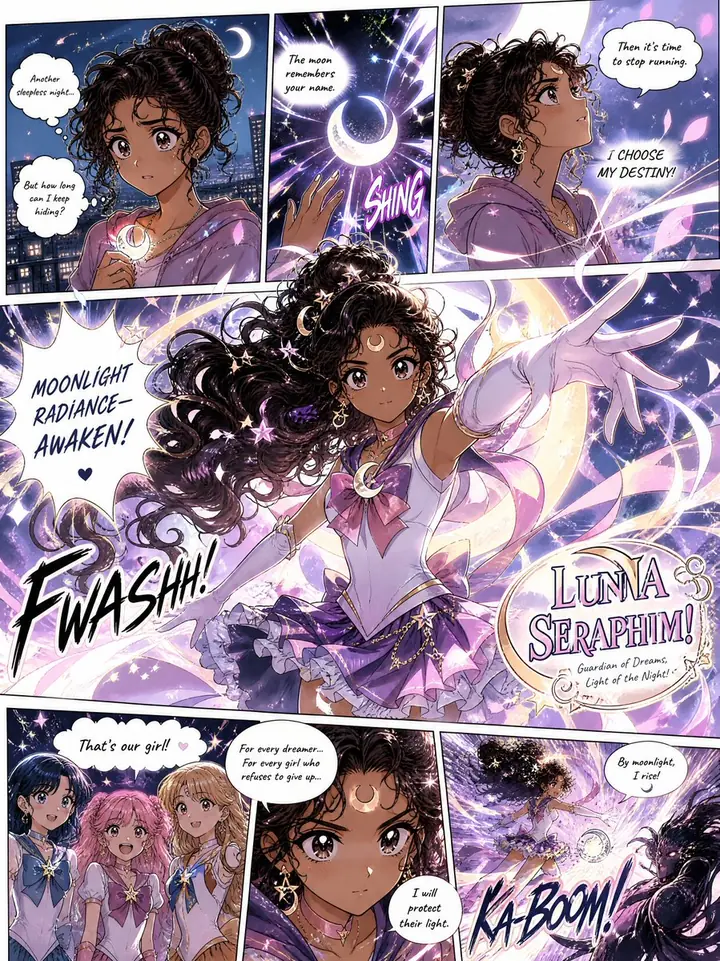 Another
sleepless night...
But how long
can I keep
hiding?
The moon
remembers
your name.
SHING
Then it's time
to stop running.
I CHOOSE
MY DESTINY!
MOONLIGHT
RADIANCE—
AWAKEN!
FWASHH!
LUNNA
SERAPHIM!
Guardian of Dreams,
Light of the Night!
That's our girl!
For every dreamer...
For every girl who
refuses to give up...
I will
protect
their light.
By moonlight,
I rise!
KA-BOOM!